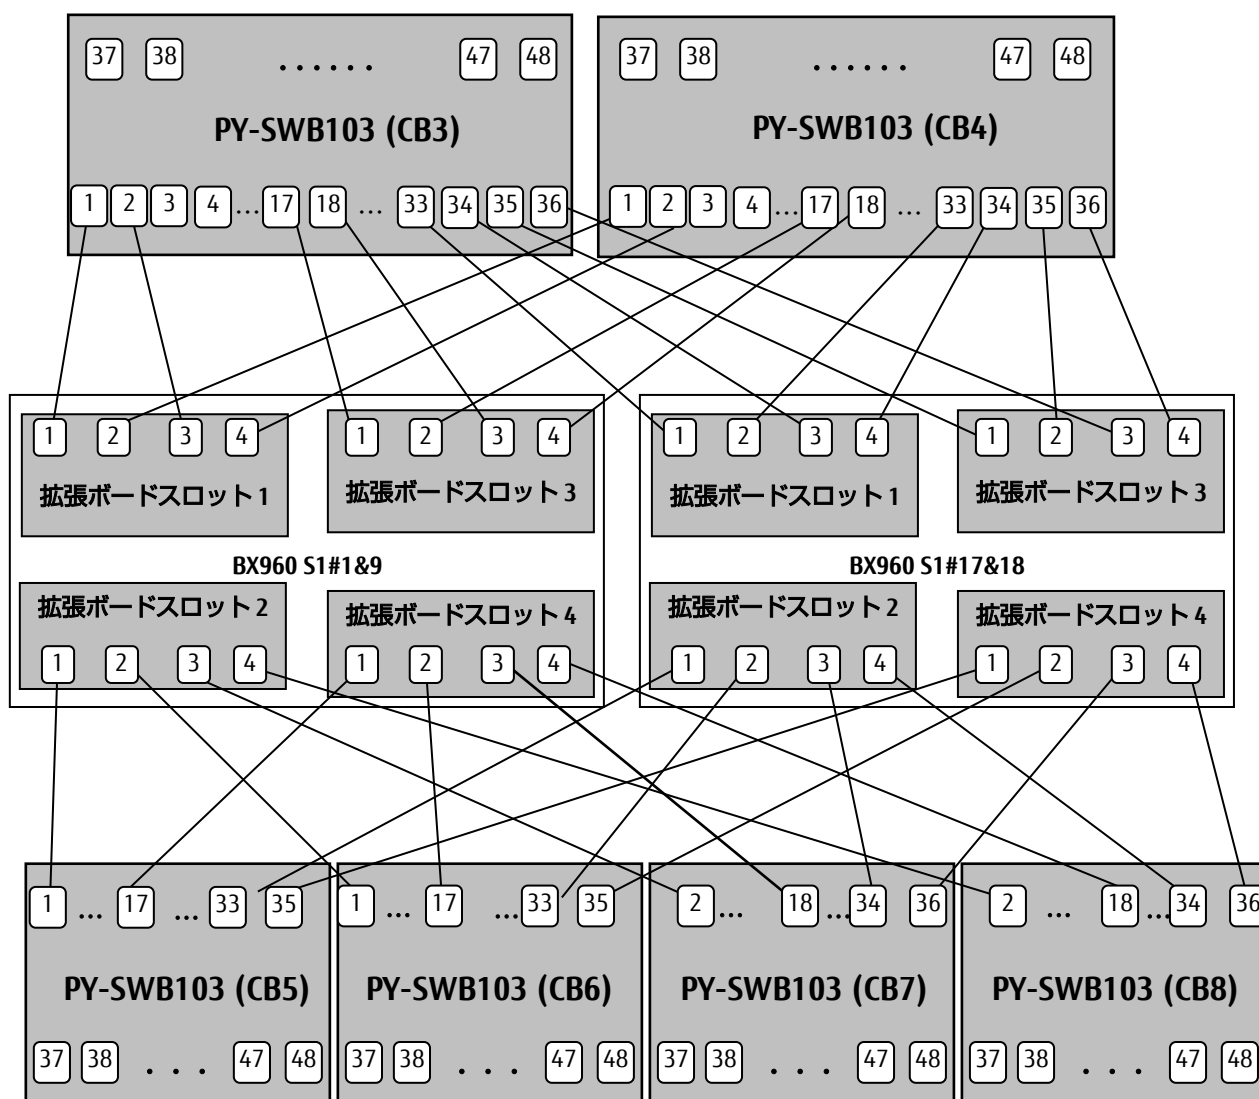 37 38 . . . . . . 47 48
PY-SWB103 (CB3)
1 2 3 4 ... 17 18 ... 33 34 35 36
37 38 . . . . . . 47 48
PY-SWB103 (CB4)
1 2 3 4 ... 17 18 ... 33 34 35 36
1 2 3 4
拡張ボードスロット 1
1 2 3 4
拡張ボードスロット 3
BX960 S1#1&9
拡張ボードスロット 2
1 2 3 4
拡張ボードスロット 4
1 2 3 4
1 2 3 4
拡張ボードスロット 1
1 2 3 4
拡張ボードスロット 3
BX960 S1#17&18
拡張ボードスロット 2
1 2 3 4
拡張ボードスロット 4
1 2 3 4
1 ... 17 ... 33 35
PY-SWB103 (CB5)
37 38 . . . 47 48
1 ... 17 ... 33 35
PY-SWB103 (CB6)
37 38 . . . 47 48
2 ... 18 ... 34 36
PY-SWB103 (CB7)
37 38 . . . 47 48
2 ... 18 ... 34 36
PY-SWB103 (CB8)
37 38 . . . 47 48